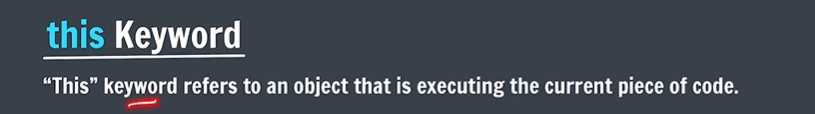 this Keyword
“This” keyword refers to an object that is executing the current piece of code.